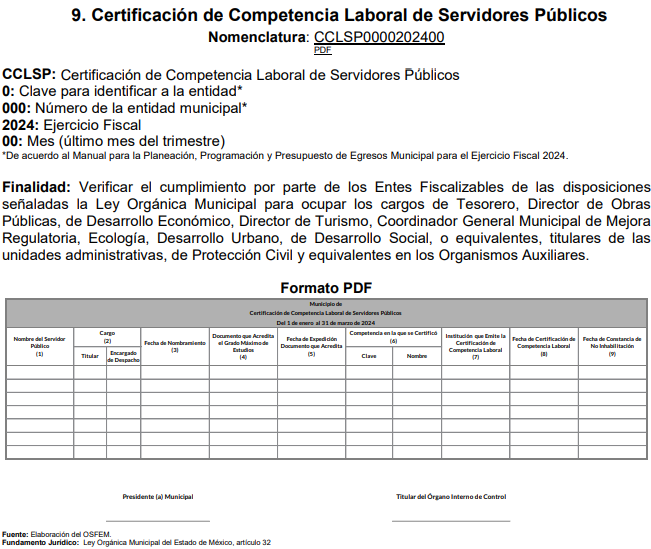 9. Certificación de Competencia Laboral de Servidores Públicos
Nomenclatura: CCLSP0000202400
PDF
CCLSP: Certificación de Competencia Laboral de Servidores Públicos
0: Clave para identificar a la entidad*
000: Número de la entidad municipal*
2024: Ejercicio Fiscal
00: Mes (último mes del trimestre)
*De acuerdo al Manual para la Planeación, Programación y Presupuesto de Egresos Municipal para el Ejercicio Fiscal 2024.
Finalidad: Verificar el cumplimiento por parte de los Entes Fiscalizables de las disposiciones
señaladas la Ley Orgánica Municipal para ocupar los cargos de Tesorero, Director de Obras
Públicas, de Desarrollo Económico, Director de Turismo, Coordinador General Municipal de Mejora
Regulatoria, Ecología, Desarrollo Urbano, de Desarrollo Social, o equivalentes, titulares de las
unidades administrativas, de Protección Civil y equivalentes en los Organismos Auxiliares.
Formato PDF
Municipio de
Certificación de Competencia Laboral de Servidores Públicos
Del 1 de enero al 31 de marzo de 2024
Nombre del Servidor
Público
(1)
Cargo
(2)
Titular
Encargado
de Despacho
Fecha de Nombramiento
(3)
Documento que Acredita
el Grado Máximo de
Estudios
(4)
Fecha de Expedición
Documento que Acredita
(5)
Competencia en la que se Certificó
(6)
Clave
Nombre
Institución que Emite la
Certificación de
Competencia Laboral
(7)
Fecha de Certificación de
Competencia Laboral
(8)
Fecha de Constancia de
No Inhabilitación
(9)
Presidente (a) Municipal
Titular del Órgano Interno de Control
Fuente: Elaboración del OSFEM.
Fundamento Jurídico: Ley Orgánica Municipal del Estado de México, artículo 32